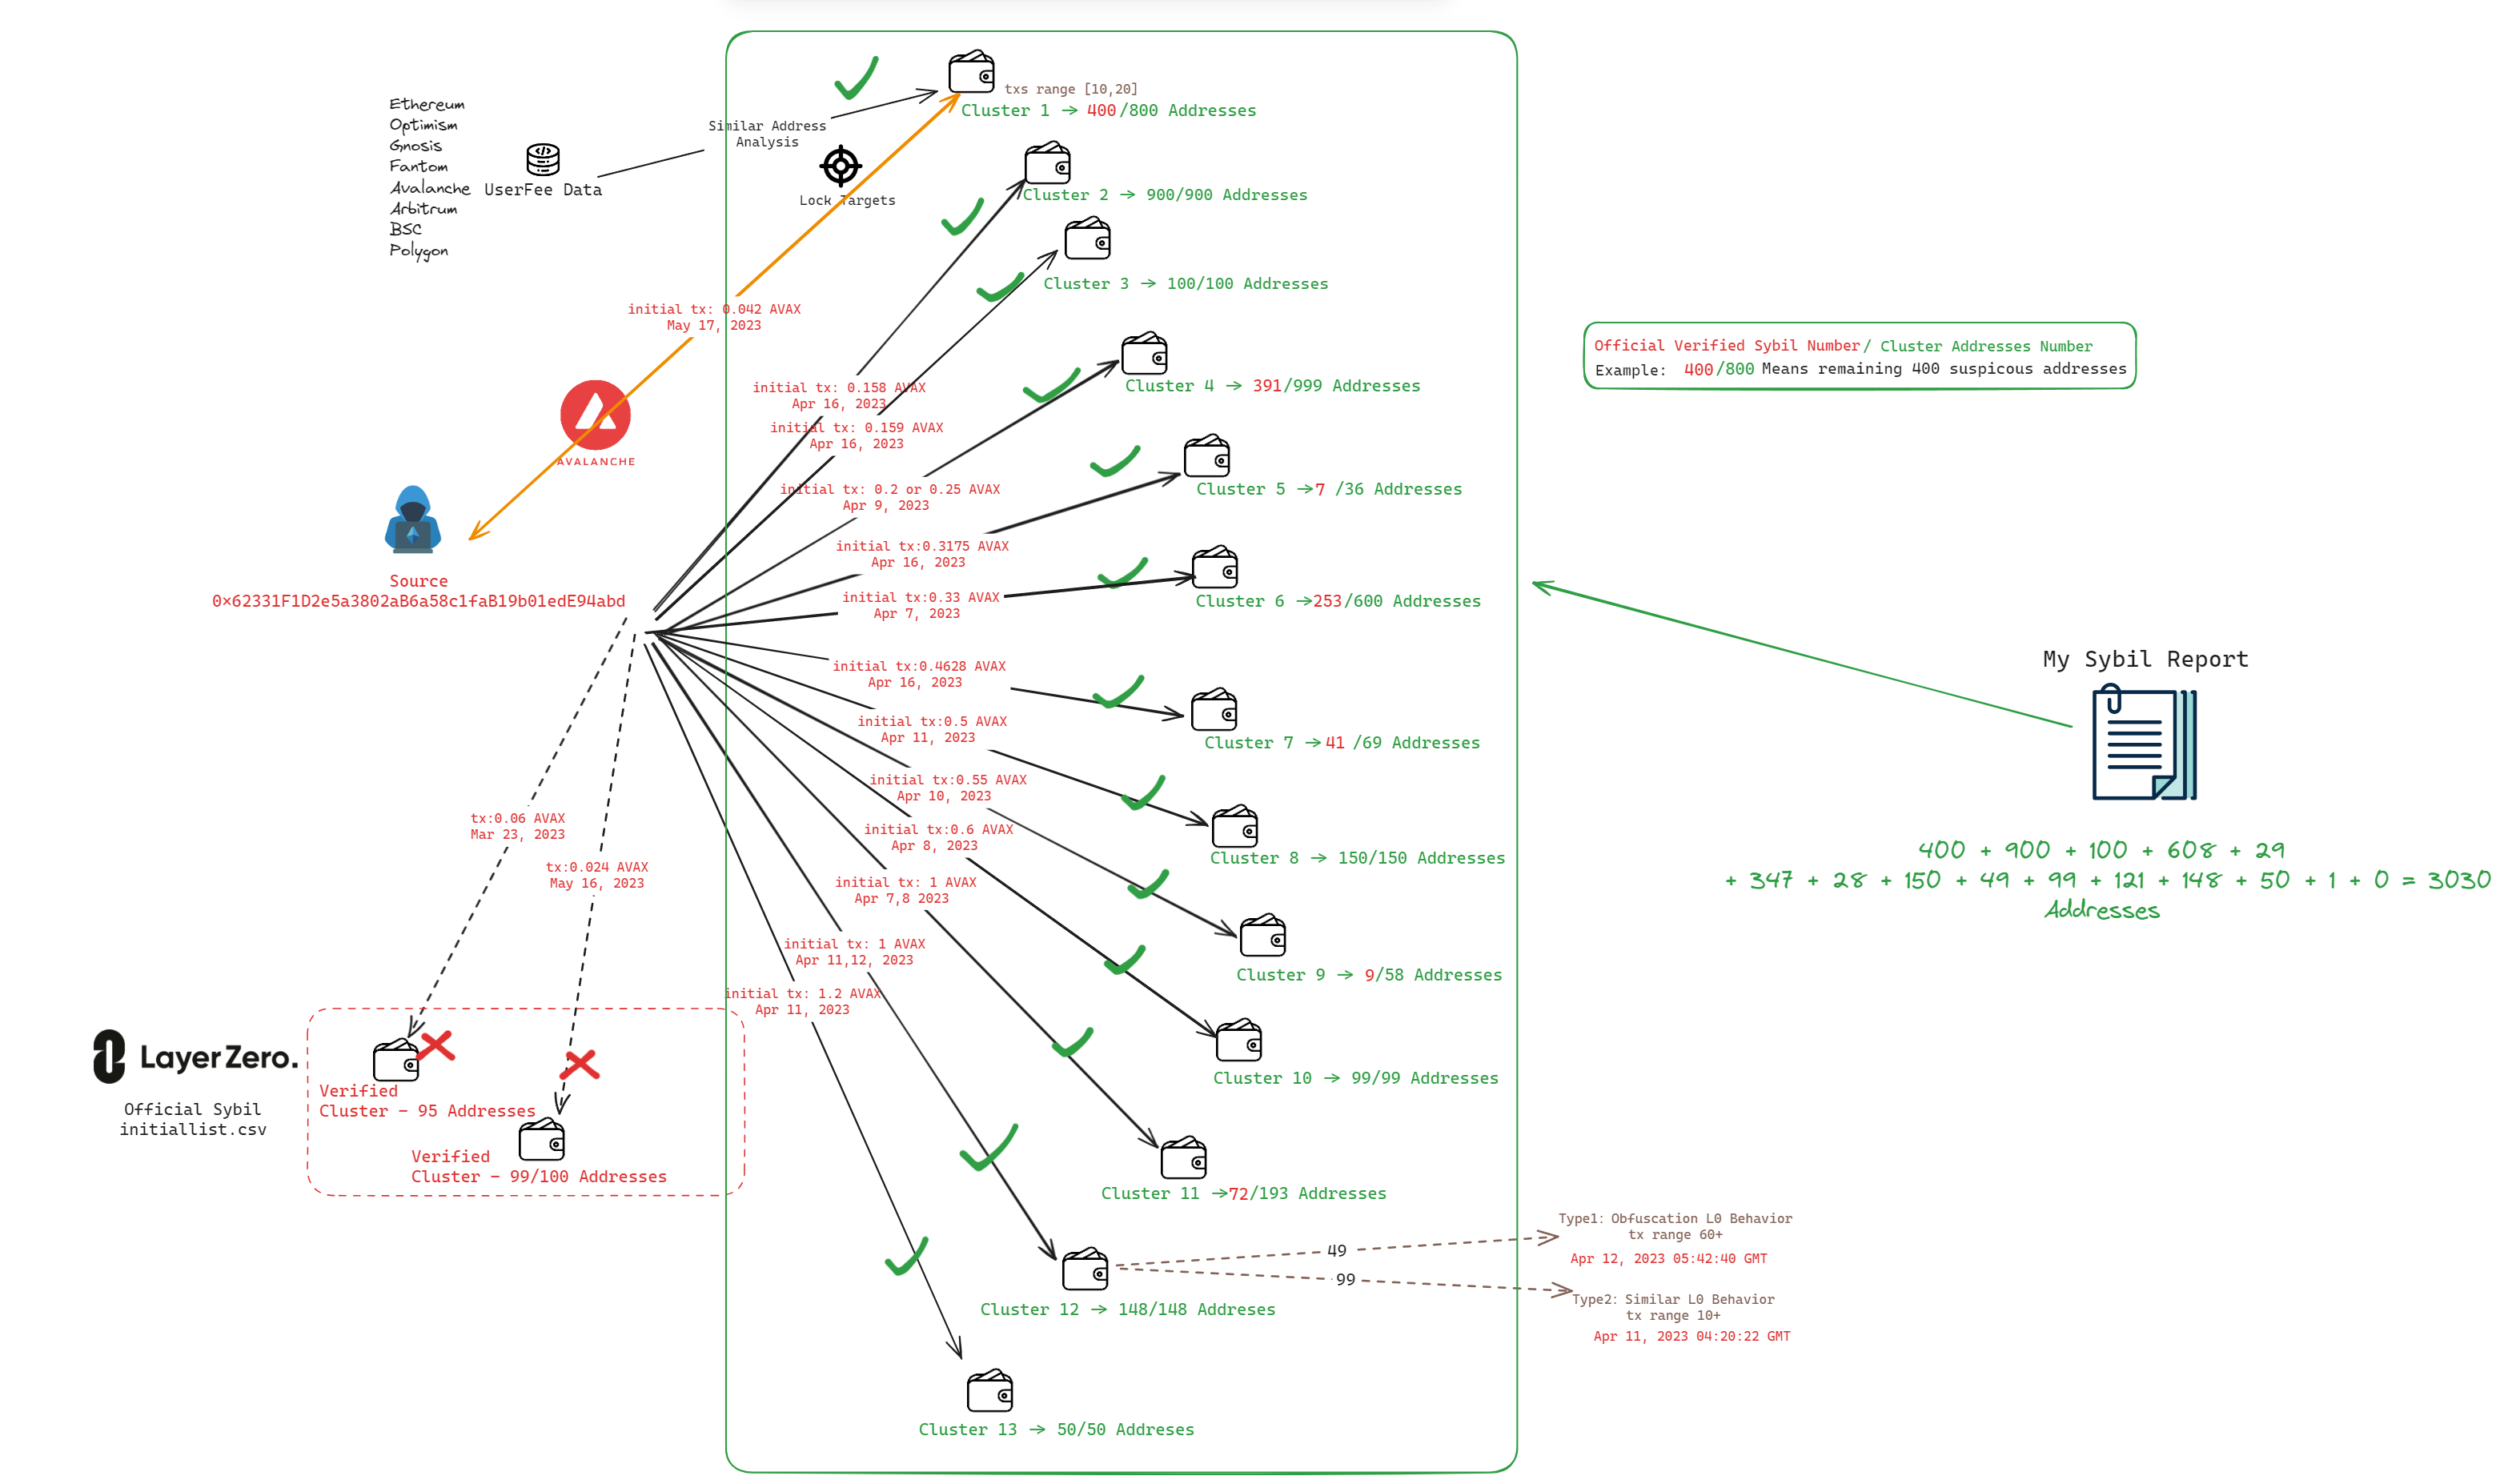 Ethereum
Optimism
Gnosis
Fantom
Avalanche
Arbitrum
BSC
Polygon
UserFee Data
Similar Address
Analysis
Lock Targets
txs range [10,20]
Cluster 1 → 400/800 Addresses
Cluster 2 → 900/900 Addresses
Cluster 3 → 100/100 Addresses
Cluster 4 → 391/999 Addresses
Cluster 5 →7 /36 Addresses
Cluster 6 →253/600 Addresses
Cluster 7 →41 /69 Addresses
Cluster 8 → 150/150 Addresses
Cluster 9 → 9/58 Addresses
Cluster 10 → 99/99 Addresses
Cluster 11 →72/193 Addresses
Cluster 12 → 148/148 Addreses
Cluster 13 → 50/50 Addreses
initial tx: 0.042 AVAX
May 17, 2023
initial tx: 0.158 AVAX
Apr 16, 2023
initial tx: 0.159 AVAX
Apr 16, 2023
initial tx: 0.2 or 0.25 AVAX
Apr 9, 2023
initial tx:0.3175 AVAX
Apr 16, 2023
initial tx:0.33 AVAX
Apr 7, 2023
initial tx:0.4628 AVAX
Apr 16, 2023
initial tx:0.5 AVAX
Apr 11, 2023
initial tx:0.55 AVAX
Apr 10, 2023
initial tx:0.6 AVAX
Apr 8, 2023
initial tx: 1 AVAX
Apr 7,8 2023
initial tx: 1 AVAX
Apr 11,12, 2023
initial tx: 1.2 AVAX
Apr 11, 2023
AVALANCHE
Source
0×62331F1D2e5a3802aB6a58c1faB19b01edE94abd
tx:0.06 AVAX
Mar 23, 2023
tx:0.024 AVAX
May 16, 2023
LayerZero.
Official Sybil
initiallist.csv
Verified
Cluster - 95 Addresses
Verified
Cluster - 99/100 Addresses
49
99
Type1: Obfuscation L0 Behavior
tx range 60+
Apr 12, 2023 05:42:40 GMT
Type2: Similar L0 Behavior
tx range 10+
Apr 11, 2023 04:20:22 GMT
Official Verified Sybil Number/ Cluster Addresses Number
Example: 400/800 Means remaining 400 suspicous addresses
My Sybil Report
400 + 900 + 100 + 608 + 29
+ 347 + 28 + 150 + 49 + 99 + 121 + 148 + 50 + 1 + 0 = 3030
Addresses